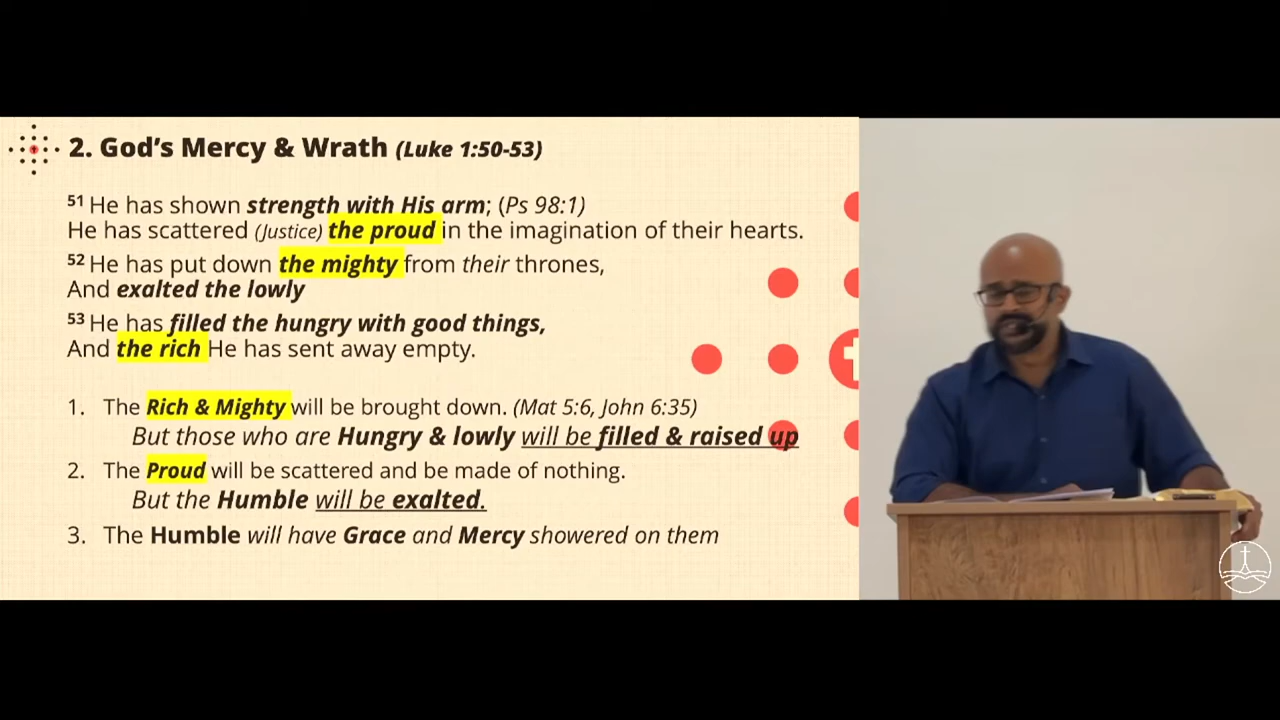 2. God's Mercy & Wrath (Luke 1:50-53)
51 He has shown strength with His arm; (Ps 98:1)
He has scattered (Justice) the proud in the imagination of their hearts.
52 He has put down the mighty from their thrones,
And exalted the lowly
53 He has filled the hungry with good things,
And the rich He has sent away empty.
1. The Rich & Mighty will be brought down. (Mat 5:6, John 6:35)
But those who are Hungry & lowly will be filled & raised up
2. The Proud will be scattered and be made of nothing.
But the Humble will be exalted.
3. The Humble will have Grace and Mercy showered on them